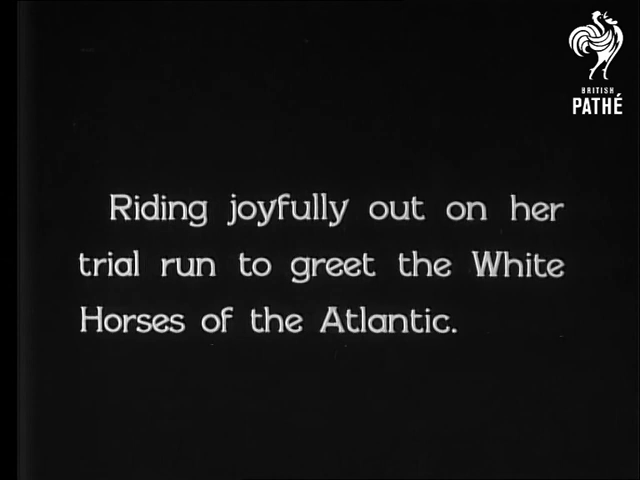 BRITISH
PATHÉ
Riding joyfully out on her
trial run to greet the White
Horses of the Atlantic.